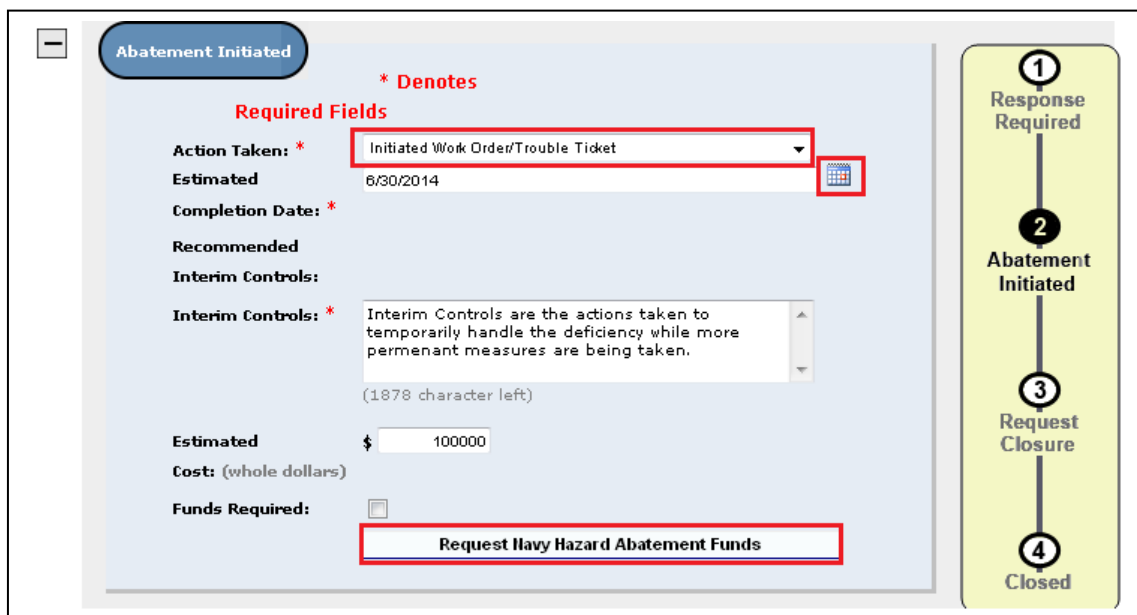 Abatement Initiated
* Denotes
Required Fields
Action Taken: *
Initiated Work Order/Trouble Ticket
Estimated
Completion Date: *
6/30/2014
Recommended
Interim Controls:
Interim Controls: *
Interim Controls are the actions taken to
temporarily handle the deficiency while more
permenant measures are being taken.
(1878 character left)
Estimated
Cost: (whole dollars)
$ 100000
Funds Required:
Request Navy Hazard Abatement Funds
1
Response
Required
2
Abatement
Initiated
3
Request
Closure
4
Closed